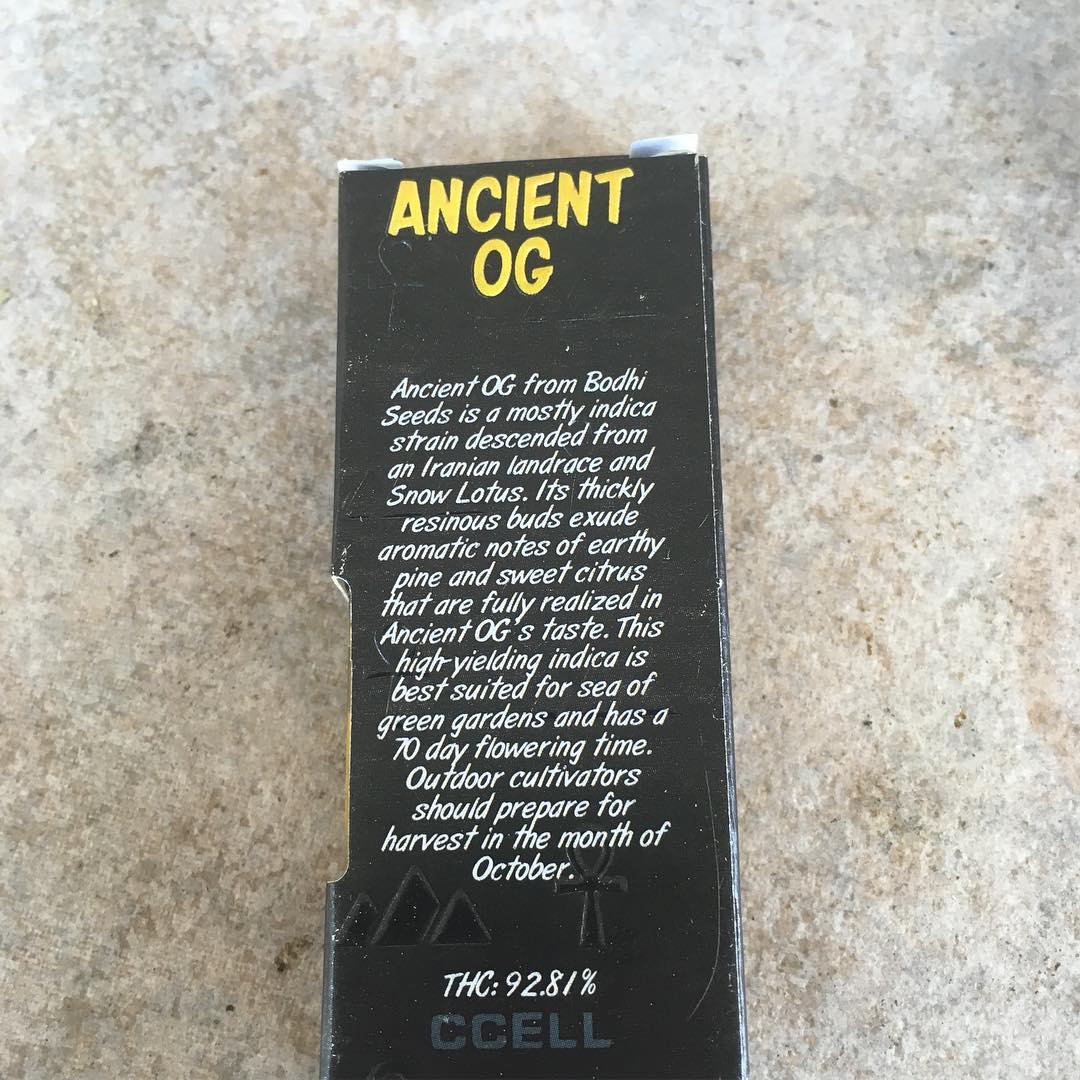 ANCIENT
OG
Ancient OG from Bodhi
Seeds is a mostly indica
strain descended from
an Iranian landrace and
Snow Lotus. Its thickly
resinous buds exude
aromatic notes of earthy
pine and sweet citrus
that are fully realized in
Ancient OG's taste. This
high-yielding indica is
best suited for sea of
green gardens and has a
70 day flowering time.
Outdoor cultivators
should prepare for
harvest in the month of
October.
THC: 92.81%
CCELL